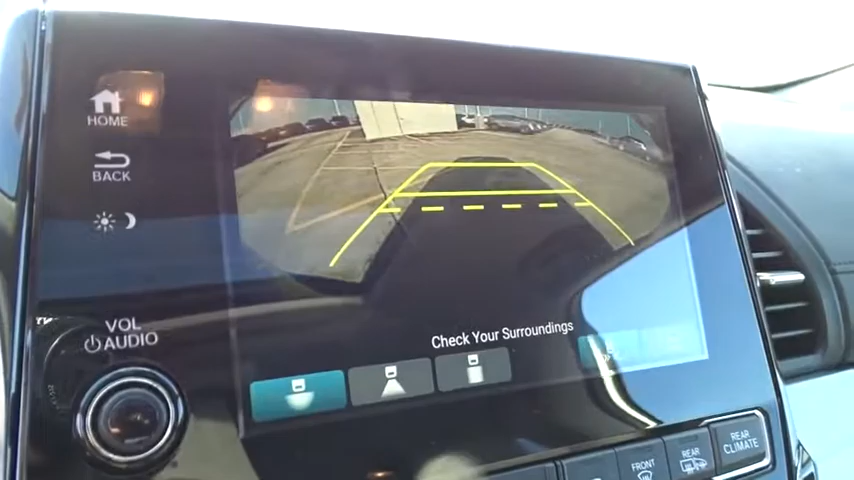 HOME
BACK
VOL
AUDIO
Check Your Surroundings
FRONT
REAR
REAR
CLIMATE